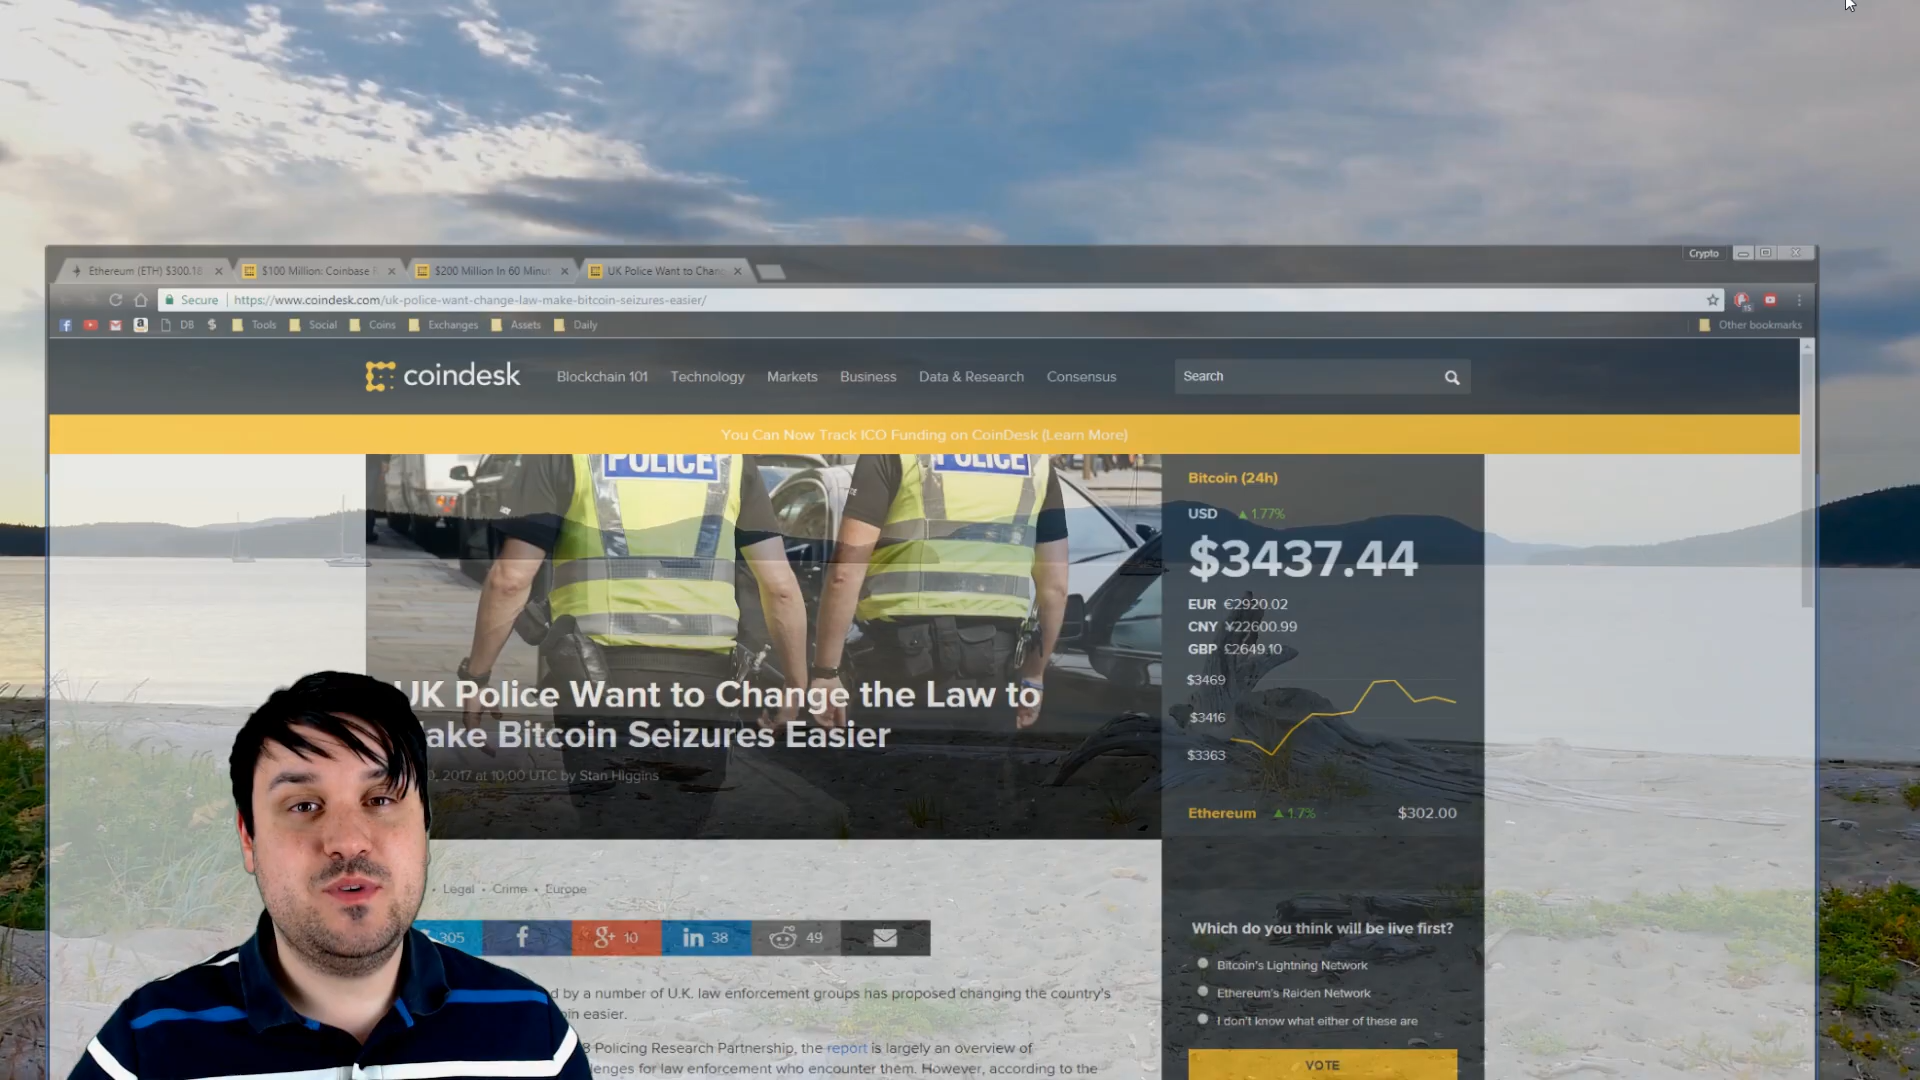 Crypto
Ethereum (ETH) $300.18
$100 Million: Coinbase
$200 Million In 60 Minut
UK Police Want to Chang
Secure
https://www.coindesk.com/uk-police-want-change-law-make-bitcoin-seizures-easier/
DB
Tools
Social
Coins
Exchanges
Assets
Daily
Other bookmarks
coindesk
Blockchain 101
Technology
Markets
Business
Data & Research
Consensus
Search
You Can Now Track ICO Funding on CoinDesk (Learn More)
POLICE
POLICE
UK Police Want to Change the Law to
ake Bitcoin Seizures Easier
0, 2017 at 10:00 UTC by Stan Higgins
• Legal • Crime • Europe
305
f
g+ 10
in 38
49
d by a number of U.K. law enforcement groups has proposed changing the country's
oin easier.
Policing Research Partnership, the report is largely an overview of
lenges for law enforcement who encounter them. However, according to the
Bitcoin (24h)
USD ▲1.77%
$3437.44
EUR €2920.02
CNY ¥22600.99
GBP £2649.10
$3469
$3416
$3363
Ethereum ▲1.7% $302.00
Which do you think will be live first?
Bitcoin's Lightning Network
Ethereum's Raiden Network
I don't know what either of these are
VOTE